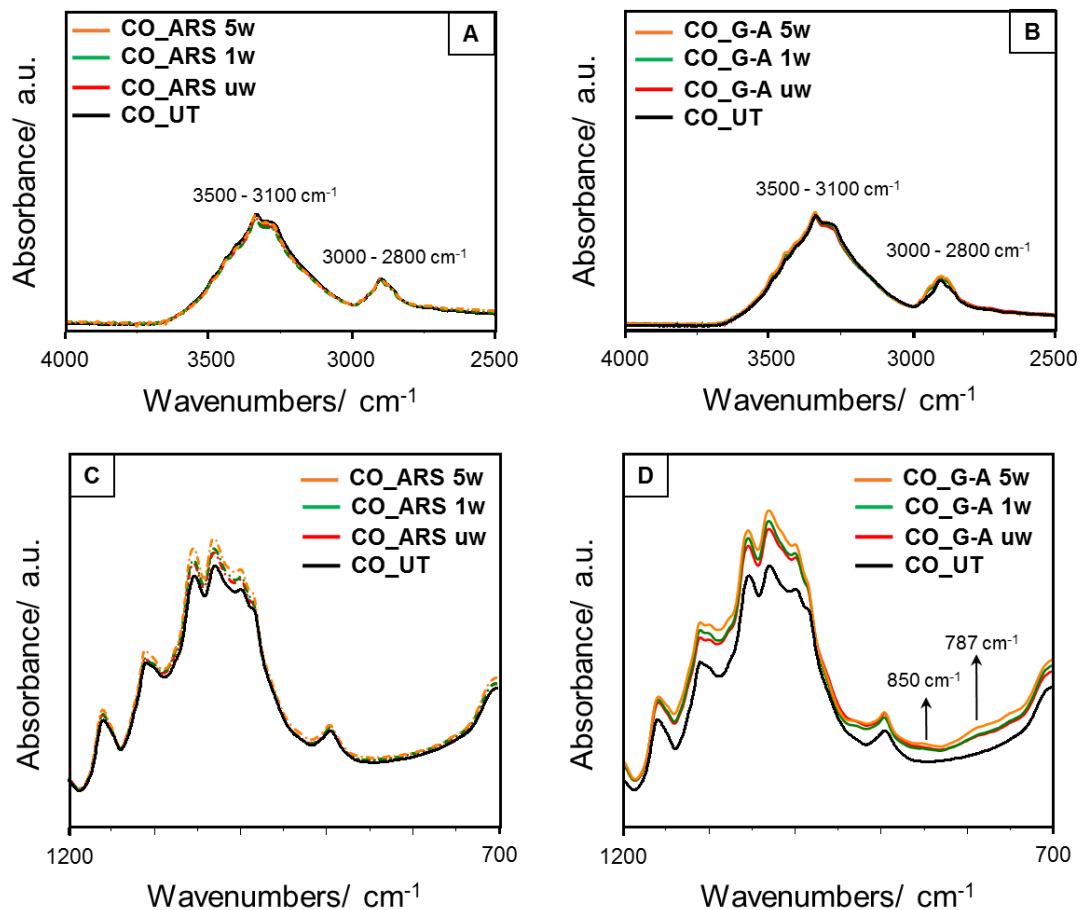 CO_ARS 5w
CO_ARS 1w
CO_ARS uw
CO_UT
A
3500 - 3100 cm⁻¹
3000 - 2800 cm⁻¹
Absorbance/ a.u.
4000 3500 3000 2500
Wavenumbers/ cm⁻¹
CO_G-A 5w
CO_G-A 1w
CO_G-A uw
CO_UT
B
3500 - 3100 cm⁻¹
3000 - 2800 cm⁻¹
Absorbance/ a.u.
4000 3500 3000 2500
Wavenumbers/ cm⁻¹
C
CO_ARS 5w
CO_ARS 1w
CO_ARS uw
CO_UT
Absorbance/ a.u.
1200 700
Wavenumbers/ cm⁻¹
D
CO_G-A 5w
CO_G-A 1w
CO_G-A uw
CO_UT
787 cm⁻¹
850 cm⁻¹
Absorbance/ a.u.
1200 700
Wavenumbers/ cm⁻¹